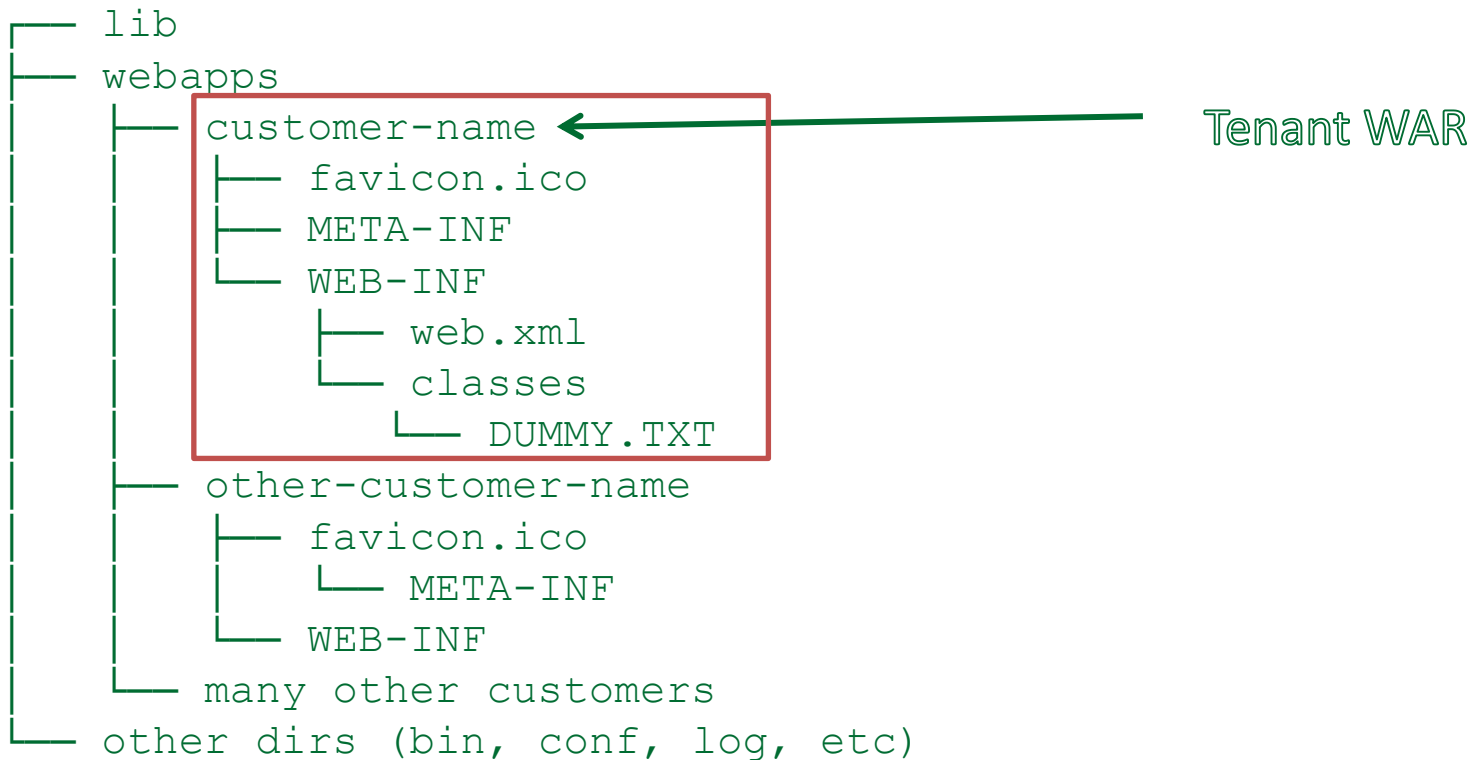 lib
webapps
customer-name
Tenant WAR
favicon.ico
META-INF
WEB-INF
web.xml
classes
DUMMY.TXT
other-customer-name
favicon.ico
META-INF
WEB-INF
many other customers
other dirs (bin, conf, log, etc)